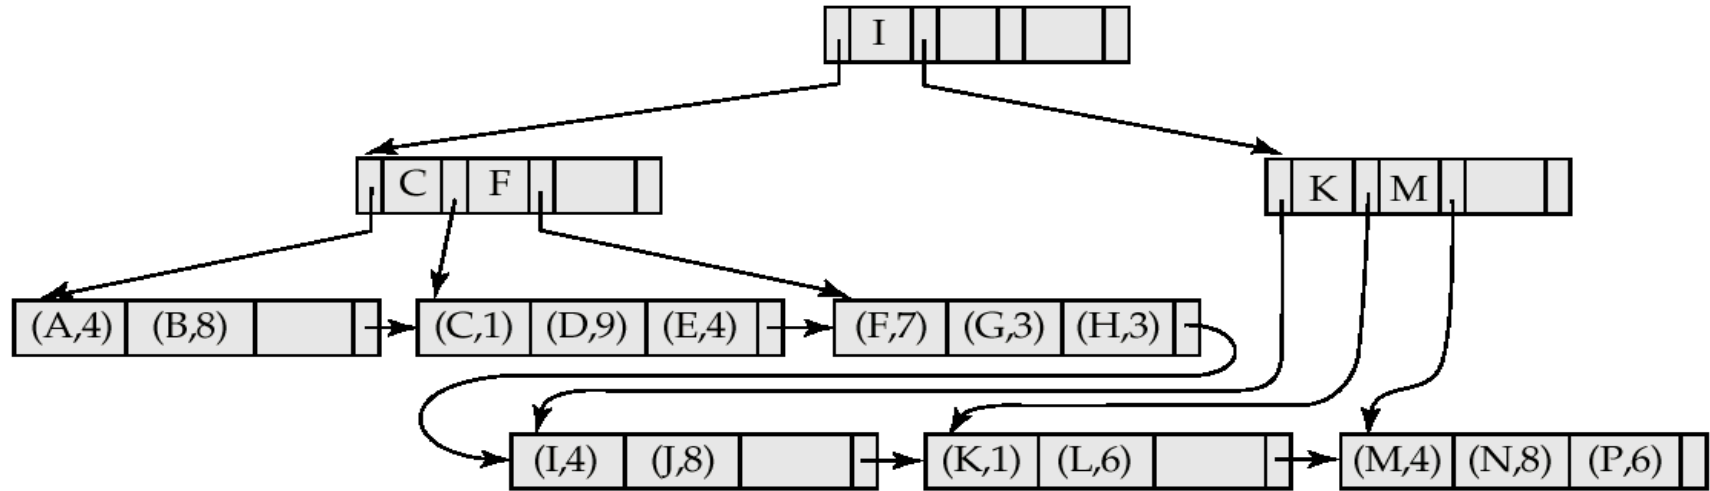 I
C F
K M
(A,4) (B,8) (C,1) (D,9) (E,4) (F,7) (G,3) (H,3)
(I,4) (J,8) (K,1) (L,6) (M,4) (N,8) (P,6)